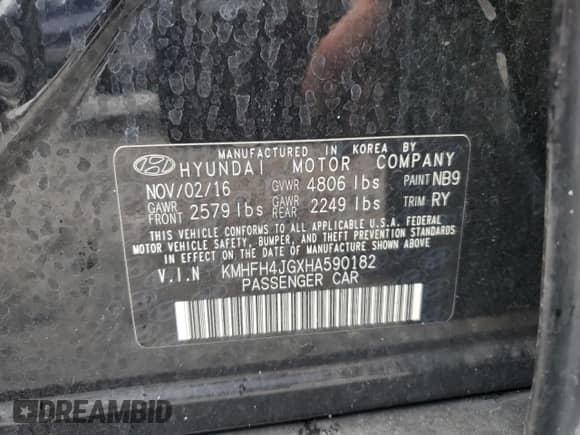 MANUFACTURED IN KOREA BY
HYUNDAI MOTOR COMPANY
NOV/02/16 GVWR 4806 lbs PAINT NB9
GAWR FRONT 2579 lbs GAWR REAR 2249 lbs TRIM RY
THIS VEHICLE CONFORMS TO ALL APPLICABLE U.S.A. FEDERAL
MOTOR VEHICLE SAFETY, BUMPER, AND THEFT PREVENTION STANDARDS
IN EFFECT ON THE DATE OF MANUFACTURE SHOWN ABOVE.
V.I.N KMHFH4JGXHA590182
PASSENGER CAR
DREAMBID